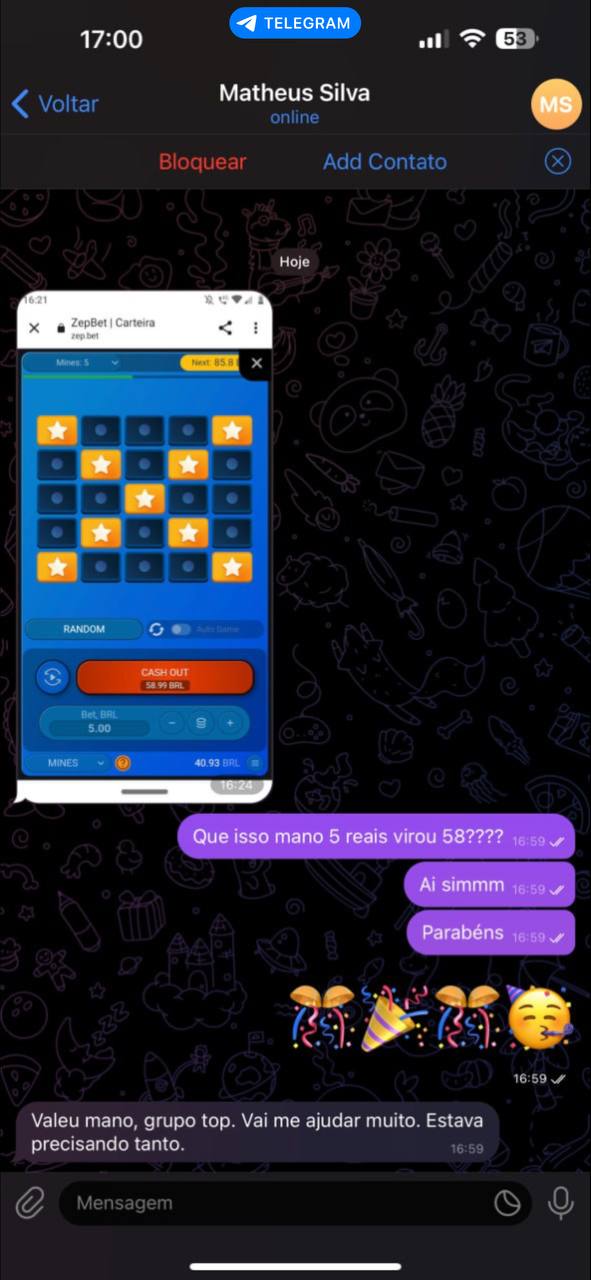 17:00
TELEGRAM
53
Voltar
Matheus Silva
online
MS
Bloquear
Add Contato
Hoje
16:21
ZepBet | Carteira
zep.bet
Mines: 5
Next: 85.8
RANDOM
Auto Game
CASH OUT
58.99 BRL
Bet, BRL
5.00
MINES
40.93 BRL
16:24
Que isso mano 5 reais virou 58???? 16:59
Ai simmm 16:59
Parabéns 16:59
16:59
Valeu mano, grupo top. Vai me ajudar muito. Estava
precisando tanto. 16:59
Mensagem